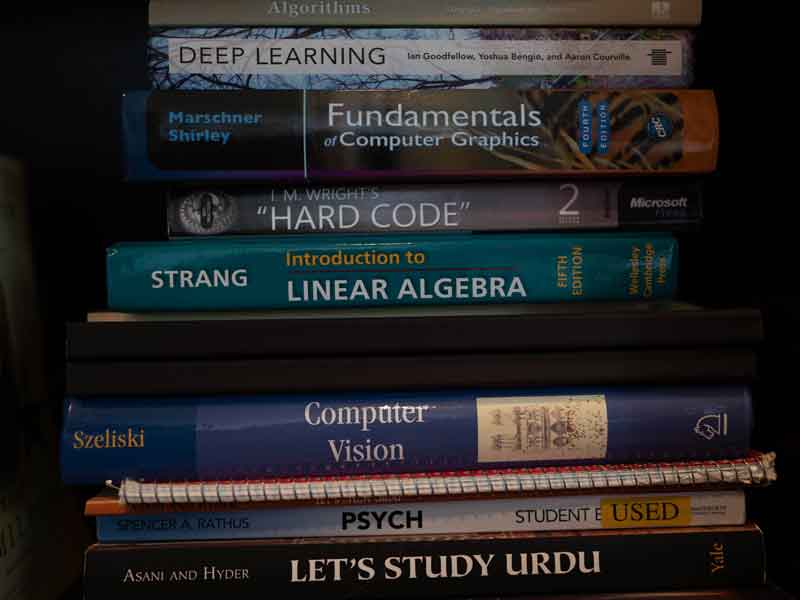 Algorithms
DEEP LEARNING
Ian Goodfellow, Yoshua Bengio, and Aaron Courville
Marschner
Shirley
Fundamentals
of Computer Graphics
FOURTH
EDITION
CRC
I. M. WRIGHT'S
"HARD CODE"
2
Microsoft
STRANG
Introduction to
LINEAR ALGEBRA
FIFTH
EDITION
Wellesley
Cambridge
Press
Szeliski
Computer
Vision
SPENCER A. RATHUS
PSYCH
STUDENT E
USED
ASANI AND HYDER
LET'S STUDY URDU
Yale